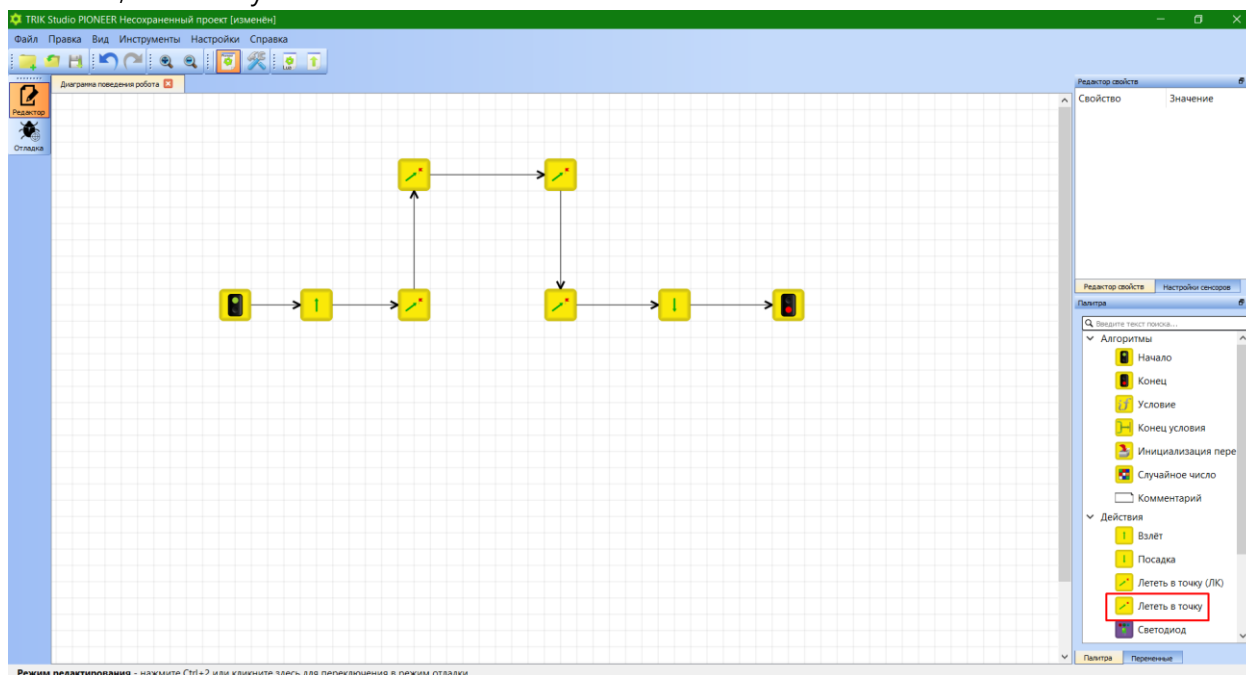 TRIK Studio PIONEER Несохраненный проект [изменён]
Файл Правка Вид Инструменты Настройки Справка
Диаграмма поведения робота
Редактор
Отладка
Редактор свойств
Свойство Значение
Редактор свойств Настройки сенсоров
Палитра
Введите текст поиска...
Алгоритмы
Начало
Конец
if Условие
Конец условия
Инициализация пере
Случайное число
Комментарий
Действия
Взлёт
Посадка
Лететь в точку (ЛК)
Лететь в точку
Светодиод
Палитра Переменные
Режим редактирования - нажмите Ctrl+2 или кликните здесь для переключения в режим отладки